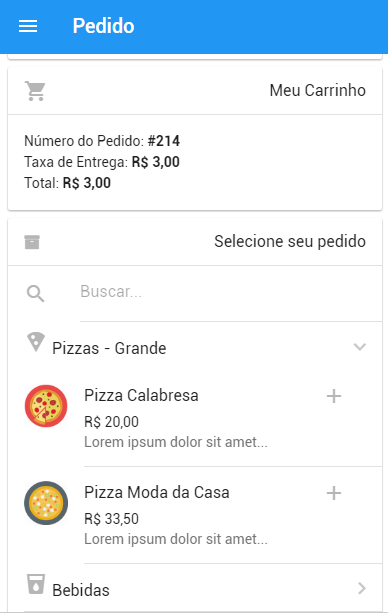 Pedido
Meu Carrinho
Número do Pedido: #214
Taxa de Entrega: R$ 3,00
Total: R$ 3,00
Selecione seu pedido
Buscar...
Pizzas - Grande
Pizza Calabresa
R$ 20,00
Lorem ipsum dolor sit amet...
Pizza Moda da Casa
R$ 33,50
Lorem ipsum dolor sit amet...
Bebidas